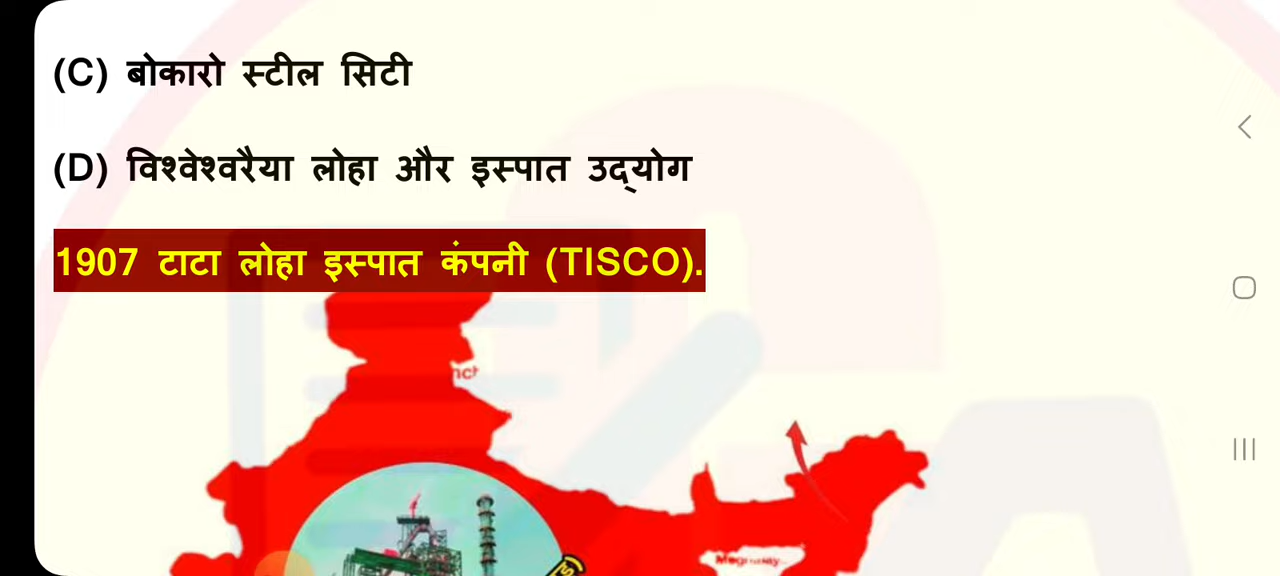 (C) बोकारो स्टील सिटी
(D) विश्वेश्वरैया लोहा और इस्पात उद्योग
1907 टाटा लोहा इस्पात कंपनी (TISCO).